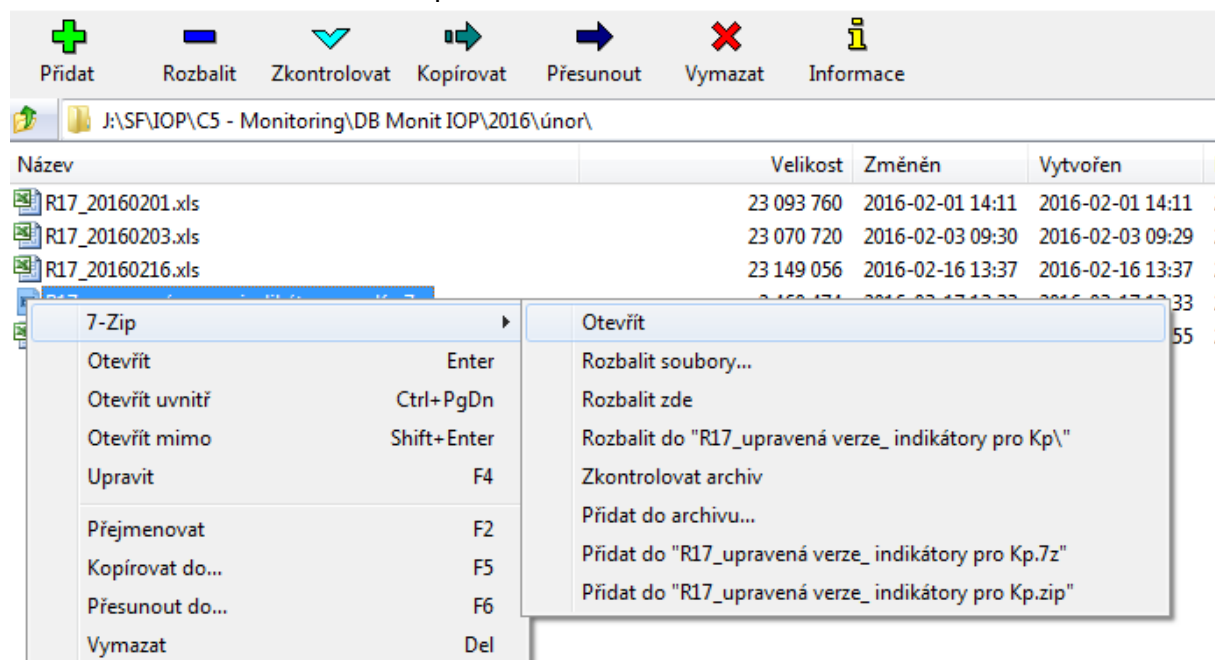 Přidat Rozbalit Zkontrolovat Kopírovat Přesunout Vymazat Informace
J:\SF\IOP\C5 - Monitoring\DB Monit IOP\2016\únor\
Název Velikost Změněn Vytvořen
R17_20160201.xls 23 093 760 2016-02-01 14:11 2016-02-01 14:11
R17_20160203.xls 23 070 720 2016-02-03 09:30 2016-02-03 09:29
R17_20160216.xls 23 149 056 2016-02-16 13:37 2016-02-16 13:37
33
55
7-Zip
Otevřít Enter
Otevřít uvnitř Ctrl+PgDn
Otevřít mimo Shift+Enter
Upravit F4
Přejmenovat F2
Kopírovat do... F5
Přesunout do... F6
Vymazat Del
Otevřít
Rozbalit soubory...
Rozbalit zde
Rozbalit do "R17_upravená verze_ indikátory pro Kp\"
Zkontrolovat archiv
Přidat do archivu...
Přidat do "R17_upravená verze_ indikátory pro Kp.7z"
Přidat do "R17_upravená verze_ indikátory pro Kp.zip"